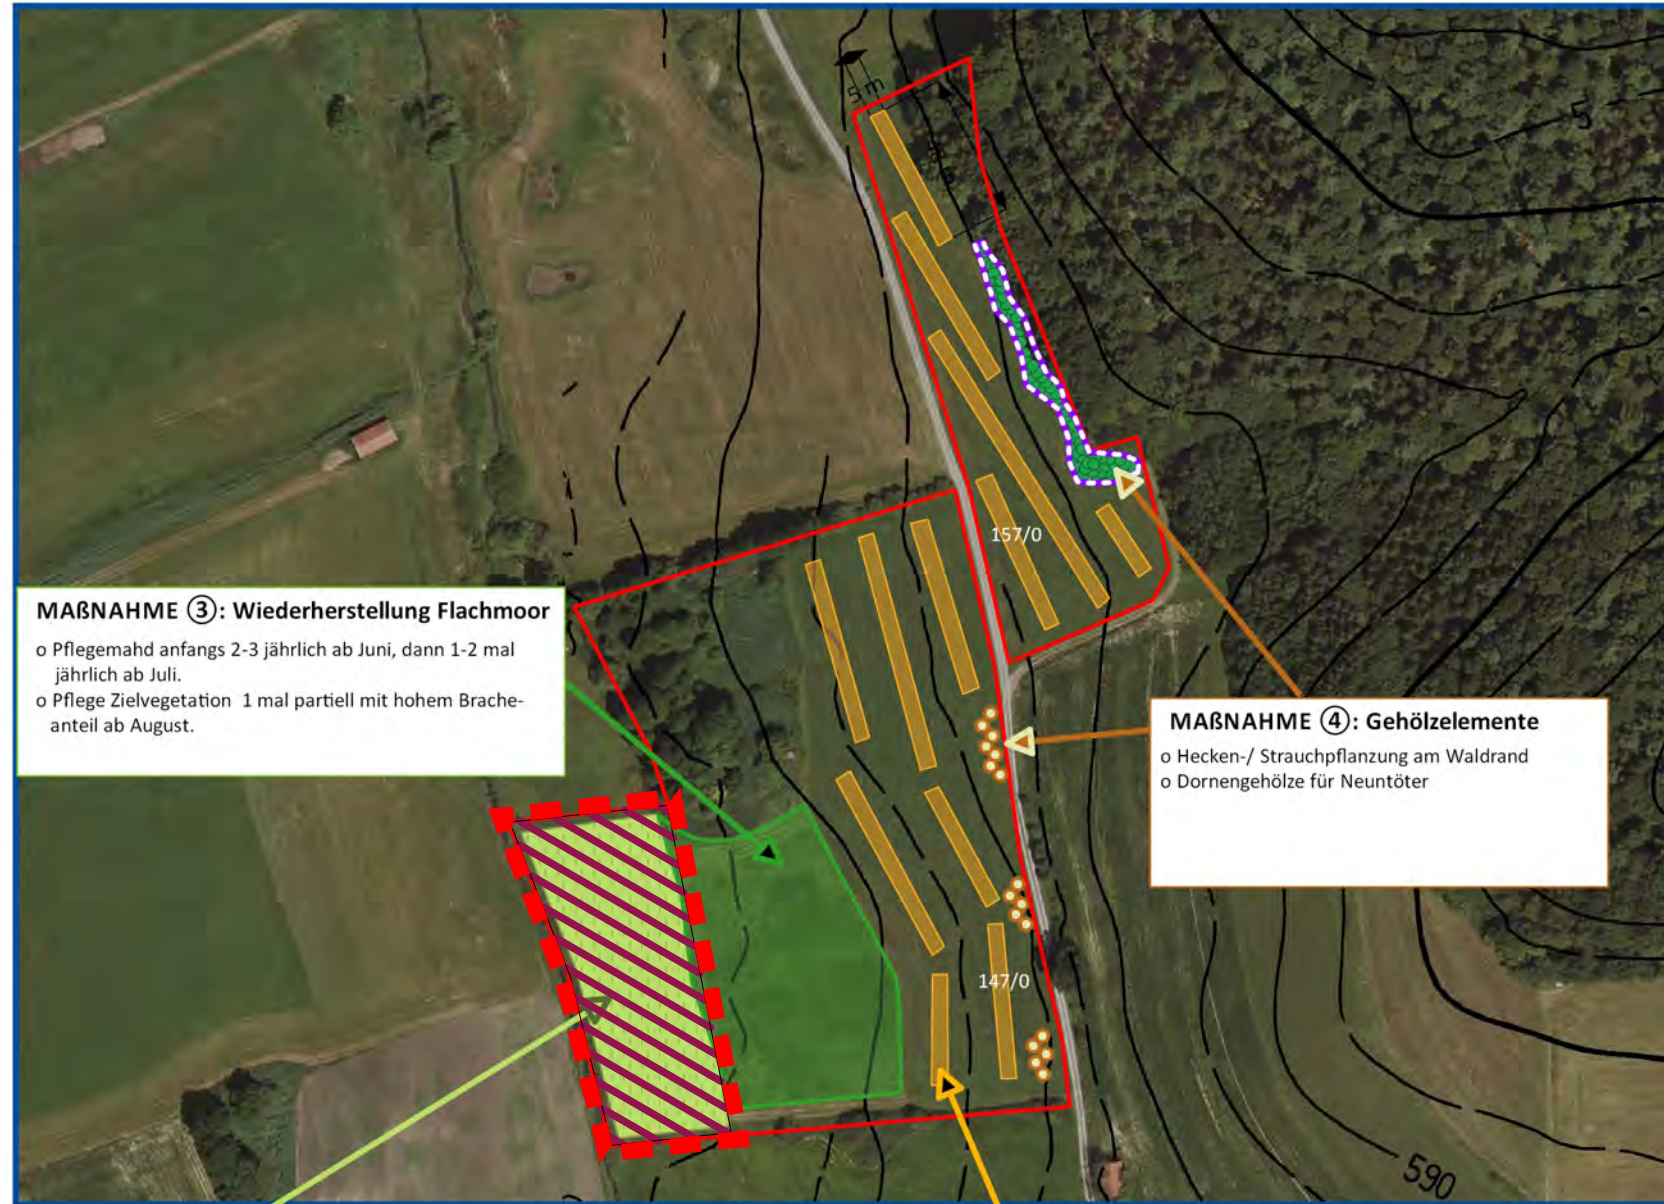 5 m
5
157/0
MAßNAHME ③: Wiederherstellung Flachmoor
o Pflegemahd anfangs 2-3 jährlich ab Juni, dann 1-2 mal
jährlich ab Juli.
o Pflege Zielvegetation 1 mal partiell mit hohem Brache-
anteil ab August.
MAßNAHME ④: Gehölzelemente
o Hecken-/ Strauchpflanzung am Waldrand
o Dornengehölze für Neuntöter
147/0
590